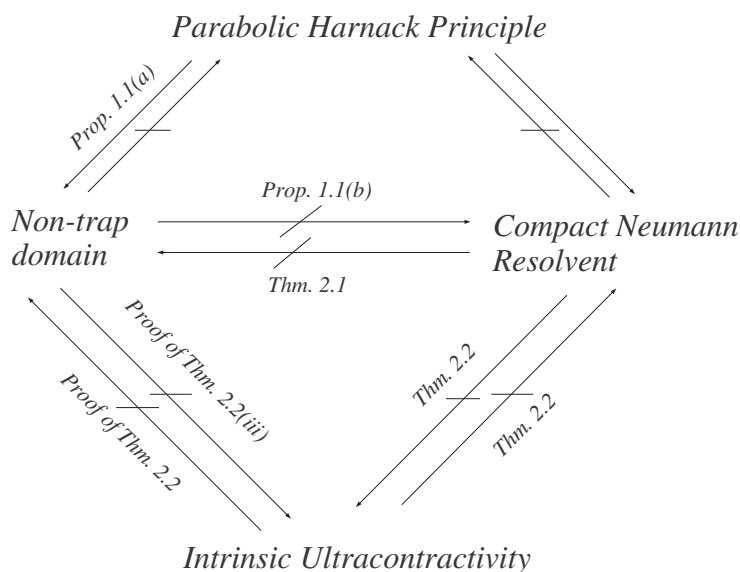 Parabolic Harnack Principle
Prop. 1.1(a)
Prop. 1.1(b)
Non-trap
domain
Compact Neumann
Resolvent
Thm. 2.1
Proof of Thm. 2.2(iii)
Proof of Thm. 2.2
Thm. 2.2
Thm. 2.2
Intrinsic Ultracontractivity